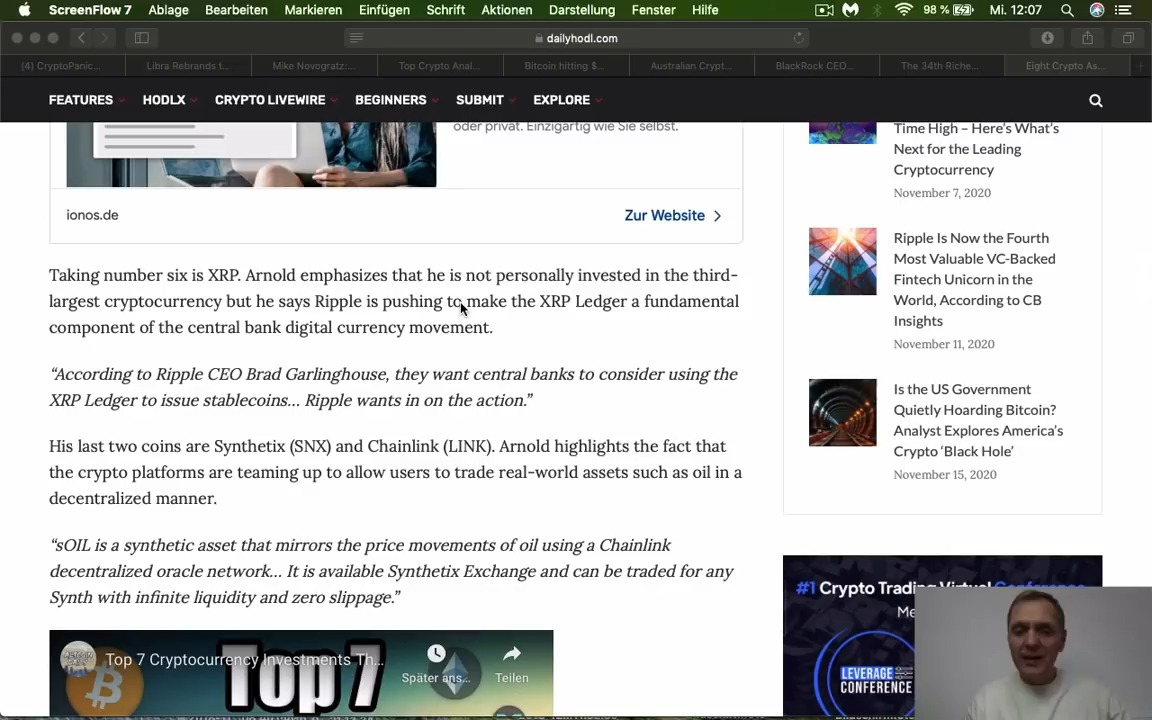 ScreenFlow 7 Ablage Bearbeiten Markieren Einfügen Schrift Aktionen Darstellung Fenster Hilfe 98 % Mi. 12:07
dailyhodl.com
(4) CryptoPanic... Libra Rebrands t... Mike Novogratz:... Top Crypto Anal... Bitcoin hitting $... Australian Crypt... BlackRock CEO... The 34th Riche... Eight Crypto As...
FEATURES HODLX CRYPTO LIVEWIRE BEGINNERS SUBMIT EXPLORE
oder privat. Einzigartig wie Sie selbst.
ionos.de Zur Website
Taking number six is XRP. Arnold emphasizes that he is not personally invested in the third-
largest cryptocurrency but he says Ripple is pushing to make the XRP Ledger a fundamental
component of the central bank digital currency movement.
“According to Ripple CEO Brad Garlinghouse, they want central banks to consider using the
XRP Ledger to issue stablecoins… Ripple wants in on the action.”
His last two coins are Synthetix (SNX) and Chainlink (LINK). Arnold highlights the fact that
the crypto platforms are teaming up to allow users to trade real-world assets such as oil in a
decentralized manner.
“sOIL is a synthetic asset that mirrors the price movements of oil using a Chainlink
decentralized oracle network… It is available Synthetix Exchange and can be traded for any
Synth with infinite liquidity and zero slippage.”
Top 7 Cryptocurrency Investments Th...
Top 7
Später ans...
Teilen
Time High – Here’s What’s
Next for the Leading
Cryptocurrency
November 7, 2020
Ripple Is Now the Fourth
Most Valuable VC-Backed
Fintech Unicorn in the
World, According to CB
Insights
November 11, 2020
Is the US Government
Quietly Hoarding Bitcoin?
Analyst Explores America’s
Crypto ‘Black Hole’
November 15, 2020
#1 Crypto Trading Virtual Conference
LEVERAGE
CONFERENCE